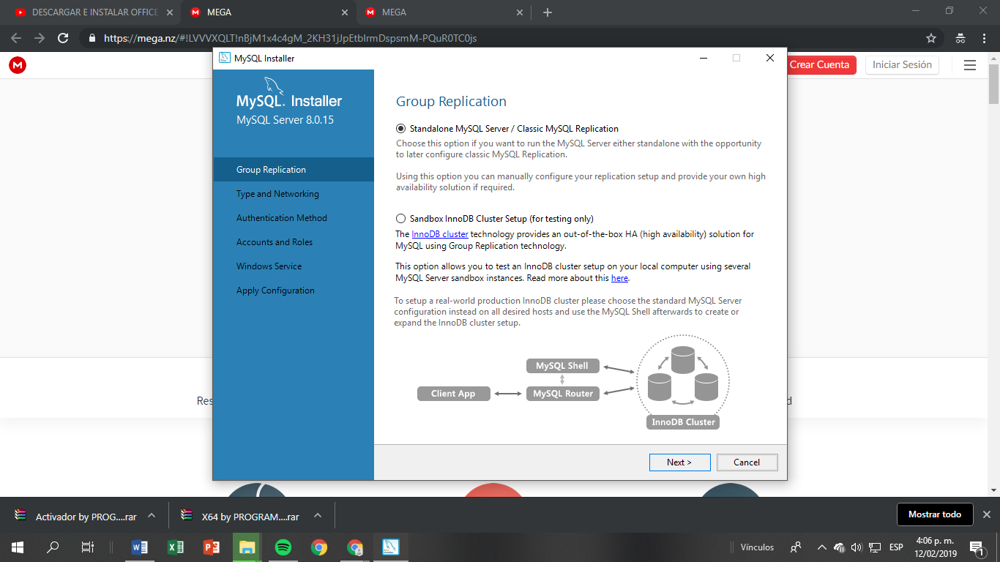 DESCARGAR E INSTALAR OFFICE
MEGA
MEGA
https://mega.nz/#!LVVVXQLT!nBjM1x4c4gM_2KH31jJpEtbIrmDspsmM-PQuR0TC0js
Crear Cuenta
Iniciar Sesión
MySQL Installer
MySQL. Installer
MySQL Server 8.0.15
Group Replication
Type and Networking
Authentication Method
Accounts and Roles
Windows Service
Apply Configuration
Group Replication
Standalone MySQL Server / Classic MySQL Replication
Choose this option if you want to run the MySQL Server either standalone with the opportunity
to later configure classic MySQL Replication.
Using this option you can manually configure your replication setup and provide your own high
availability solution if required.
Sandbox InnoDB Cluster Setup (for testing only)
The InnoDB cluster technology provides an out-of-the-box HA (high availability) solution for
MySQL using Group Replication technology.
This option allows you to test an InnoDB cluster setup on your local computer using several
MySQL Server sandbox instances. Read more about this here.
To setup a real-world production InnoDB cluster please choose the standard MySQL Server
configuration instead on all desired hosts and use the MySQL Shell afterwards to create or
expand the InnoDB cluster setup.
MySQL Shell
Client App
MySQL Router
InnoDB Cluster
Next >
Cancel
Activador by PROG....rar
X64 by PROGRAM....rar
Mostrar todo
Vínculos
ESP
4:06 p. m.
12/02/2019
1